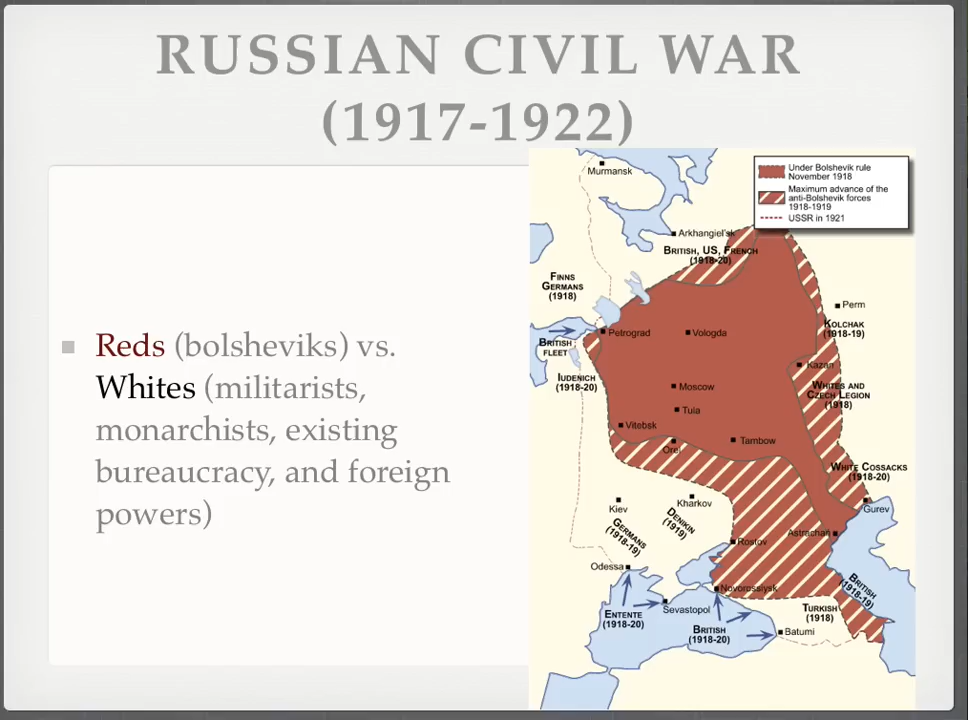 RUSSIAN CIVIL WAR
(1917-1922)
Reds (bolsheviks) vs.
Whites (militarists,
monarchists, existing
bureaucracy, and foreign
powers)
Under Bolshevik rule
November 1918
Maximum advance of the
anti-Bolshevik forces
1918-1919
USSR in 1921
Murmansk
Arkhangiel'sk
BRITISH, US, FRENCH
(1918-20)
FINNS
GERMANS
(1918)
Perm
KOLCHAK
(1918-19)
Petrograd
Vologda
BRITISH
FLEET
Kazan
IUDENICH
(1918-20)
Moscow
WHITES AND
CZECH LEGION
(1918)
Tula
Vitebsk
Orel
Tambow
WHITE COSSACKS
(1918-20)
Kiev
Kharkov
Gurev
DENIKIN
(1919)
GERMANS
(1918-19)
Rostov
Astrachan
Odessa
Novorossiysk
BRITISH
(1918-19)
ENTENTE
(1918-20)
Sevastopol
TURKISH
(1918)
BRITISH
(1918-20)
Batumi